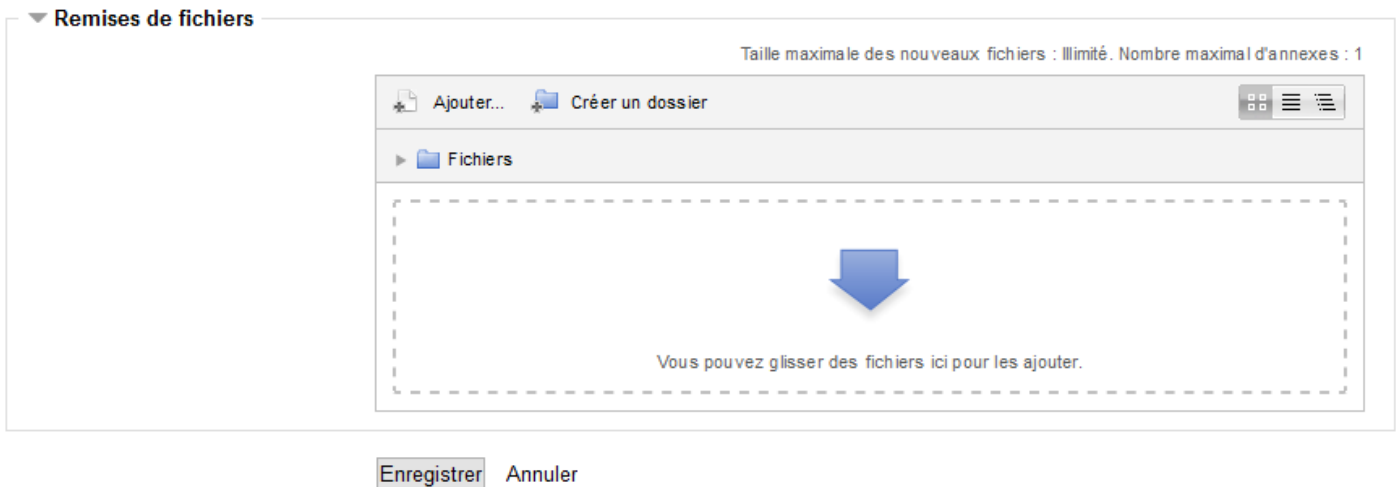 Remises de fichiers
Taille maximale des nouveaux fichiers : Illimité. Nombre maximal d'annexes : 1
Ajouter... Créer un dossier
Fichiers
Vous pouvez glisser des fichiers ici pour les ajouter.
Enregistrer Annuler